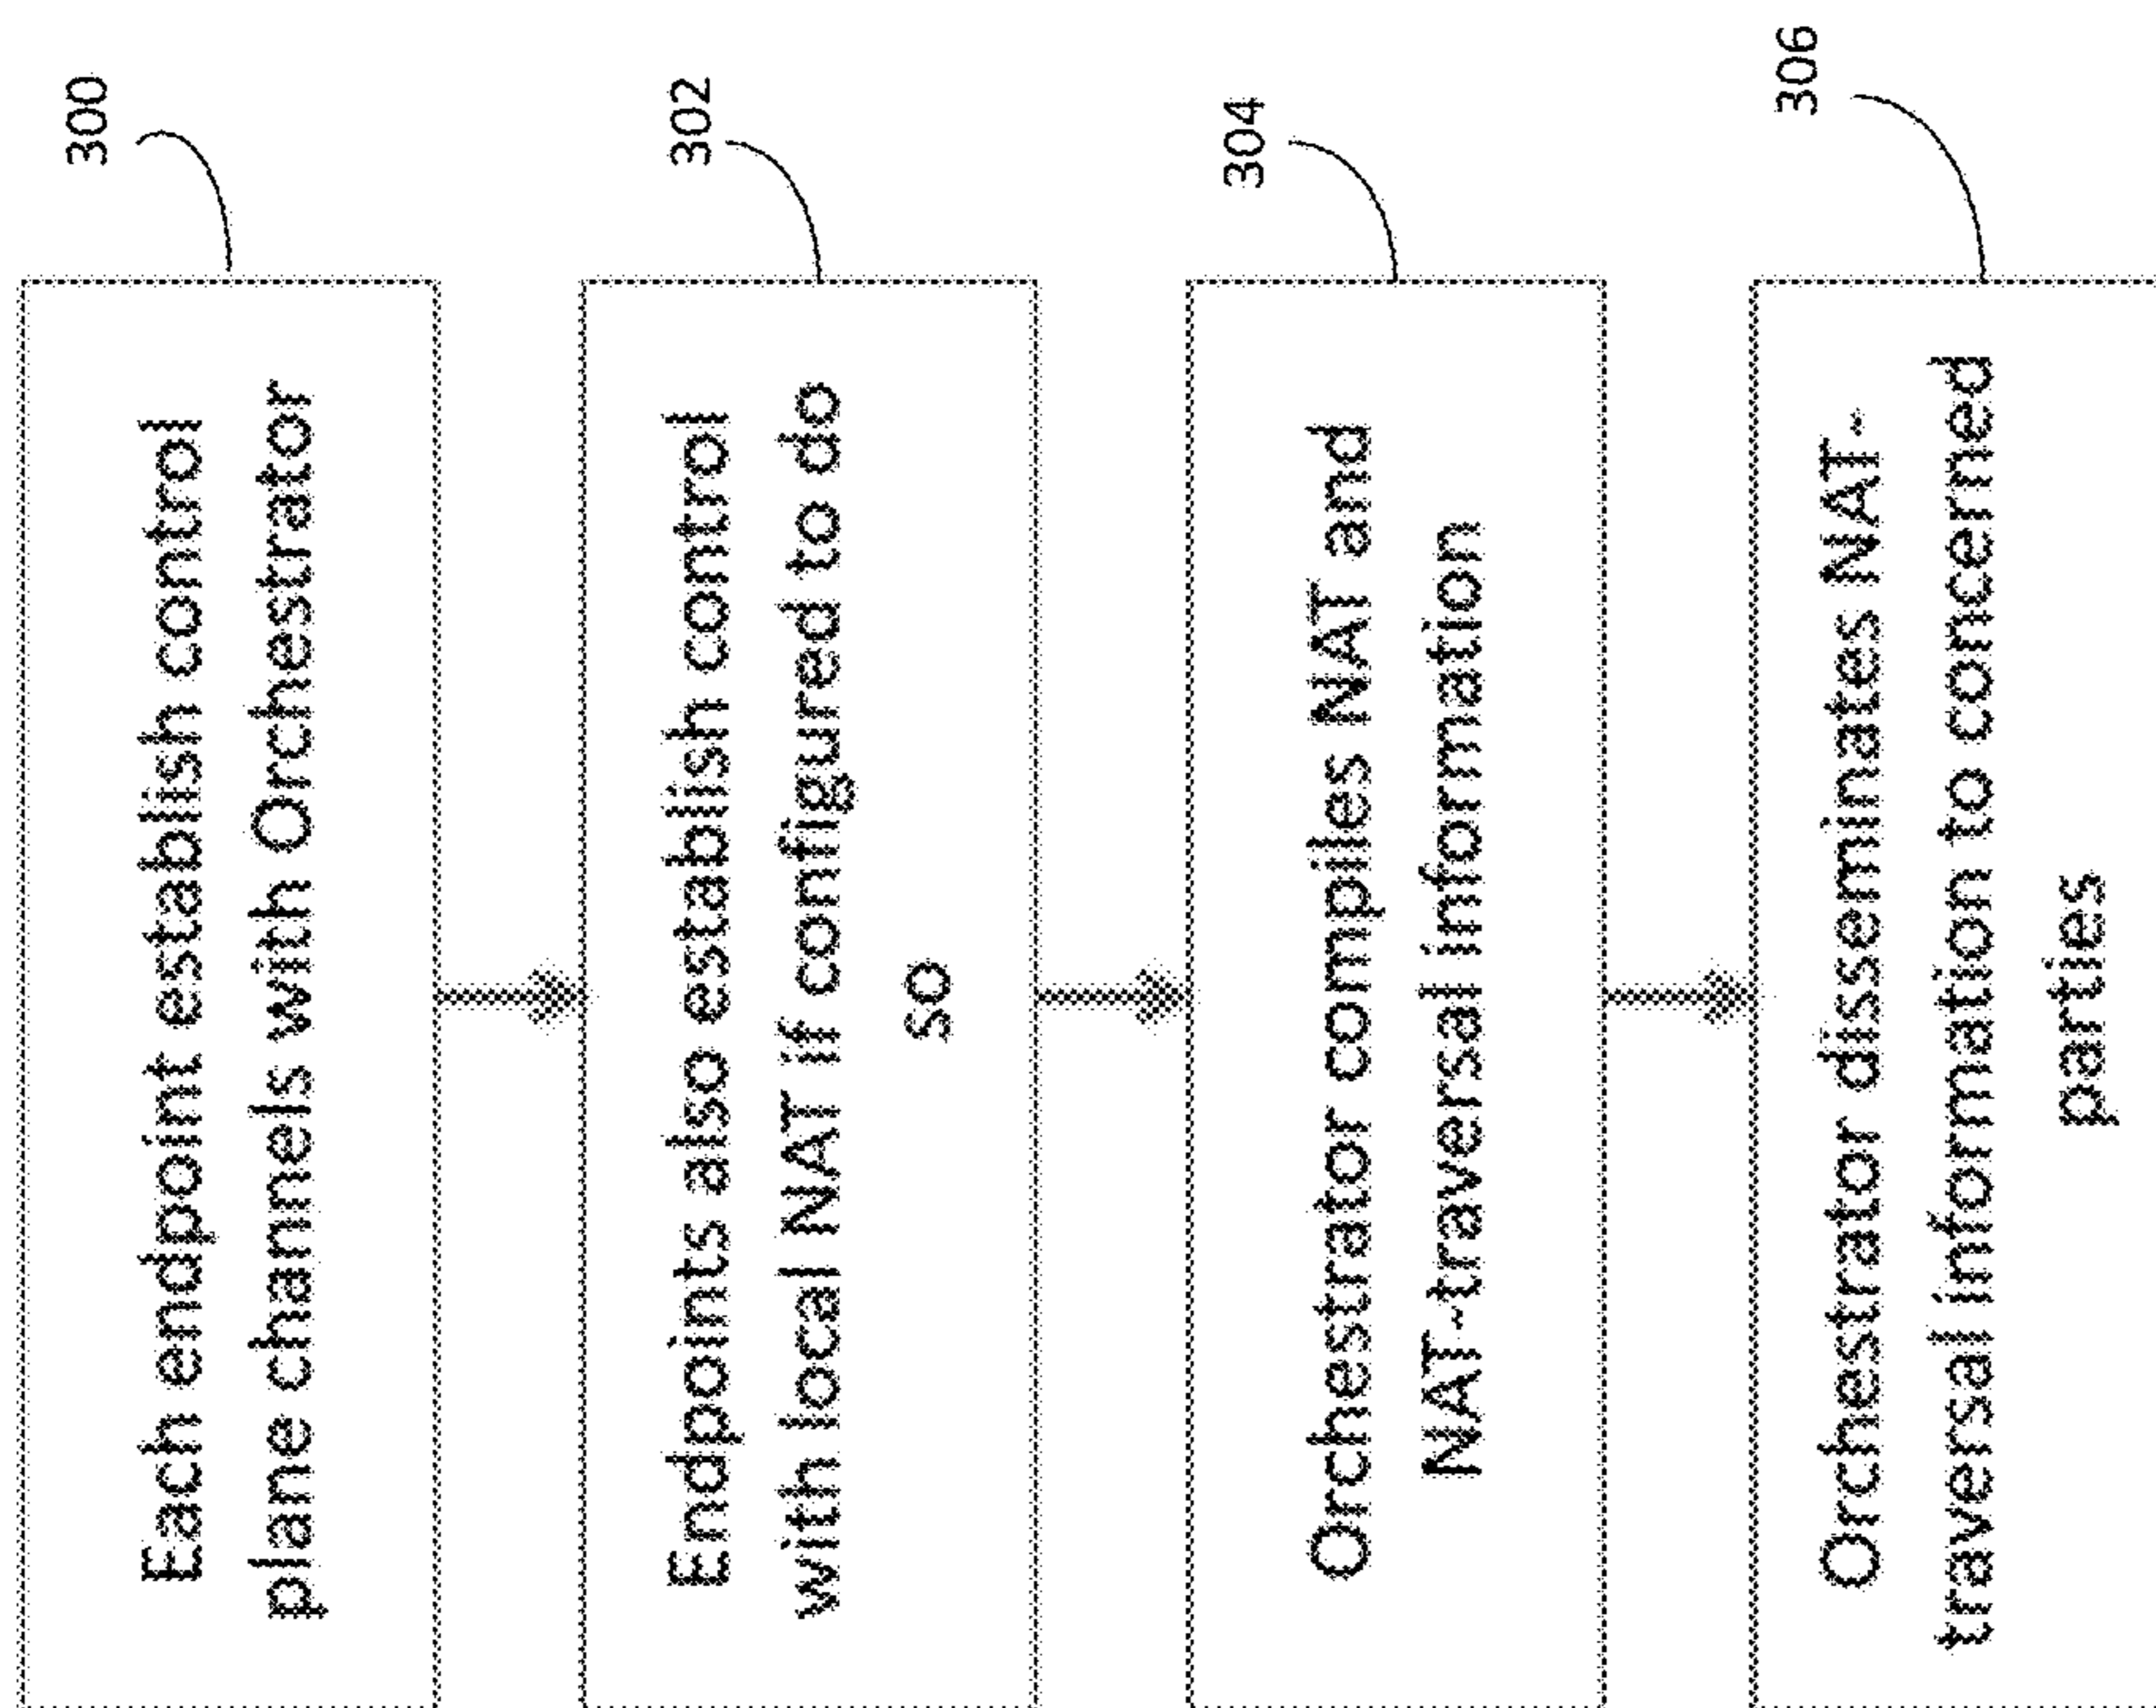 300
Each endpoint establish control
plane channels with Orchestrator
302
Endpoints also establish control
with local NAT if configured to do
so
304
Orchestrator compiles NAT and
NAT-traversal information
306
Orchestrator disseminates NAT-
traversal information to concerned
parties